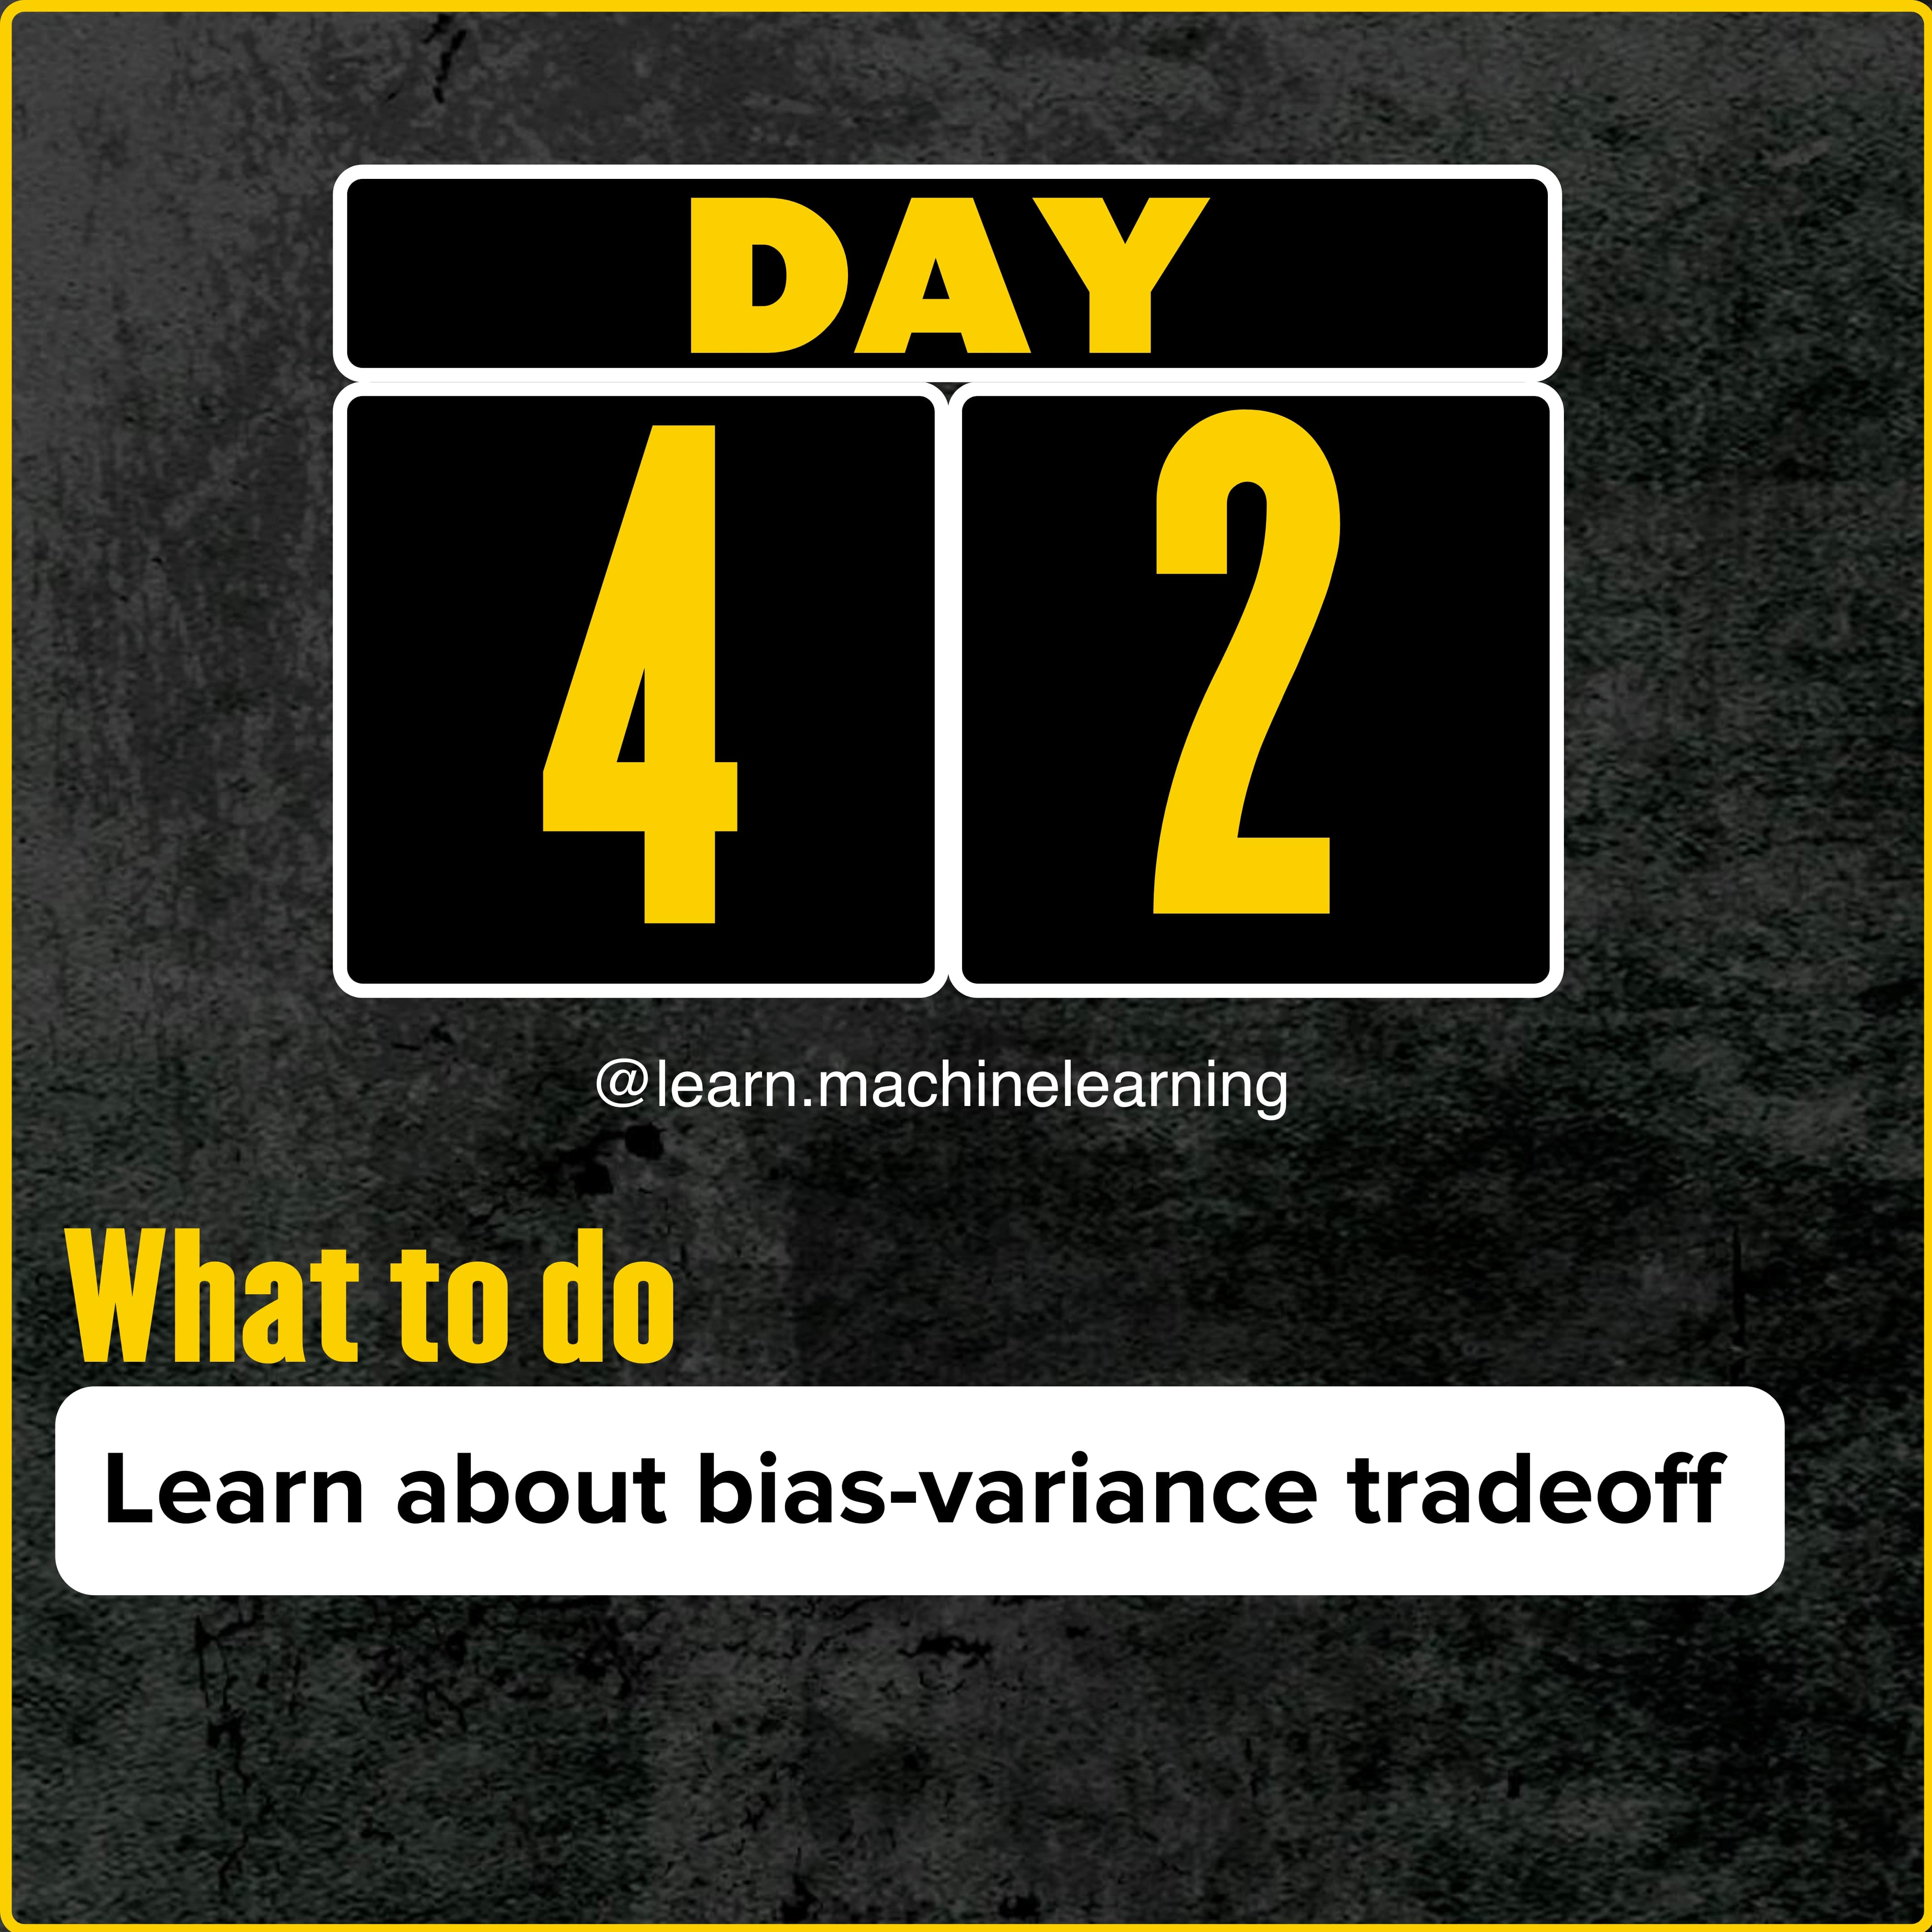 DAY
4 2
@learn.machinelearning
What to do
Learn about bias-variance tradeoff